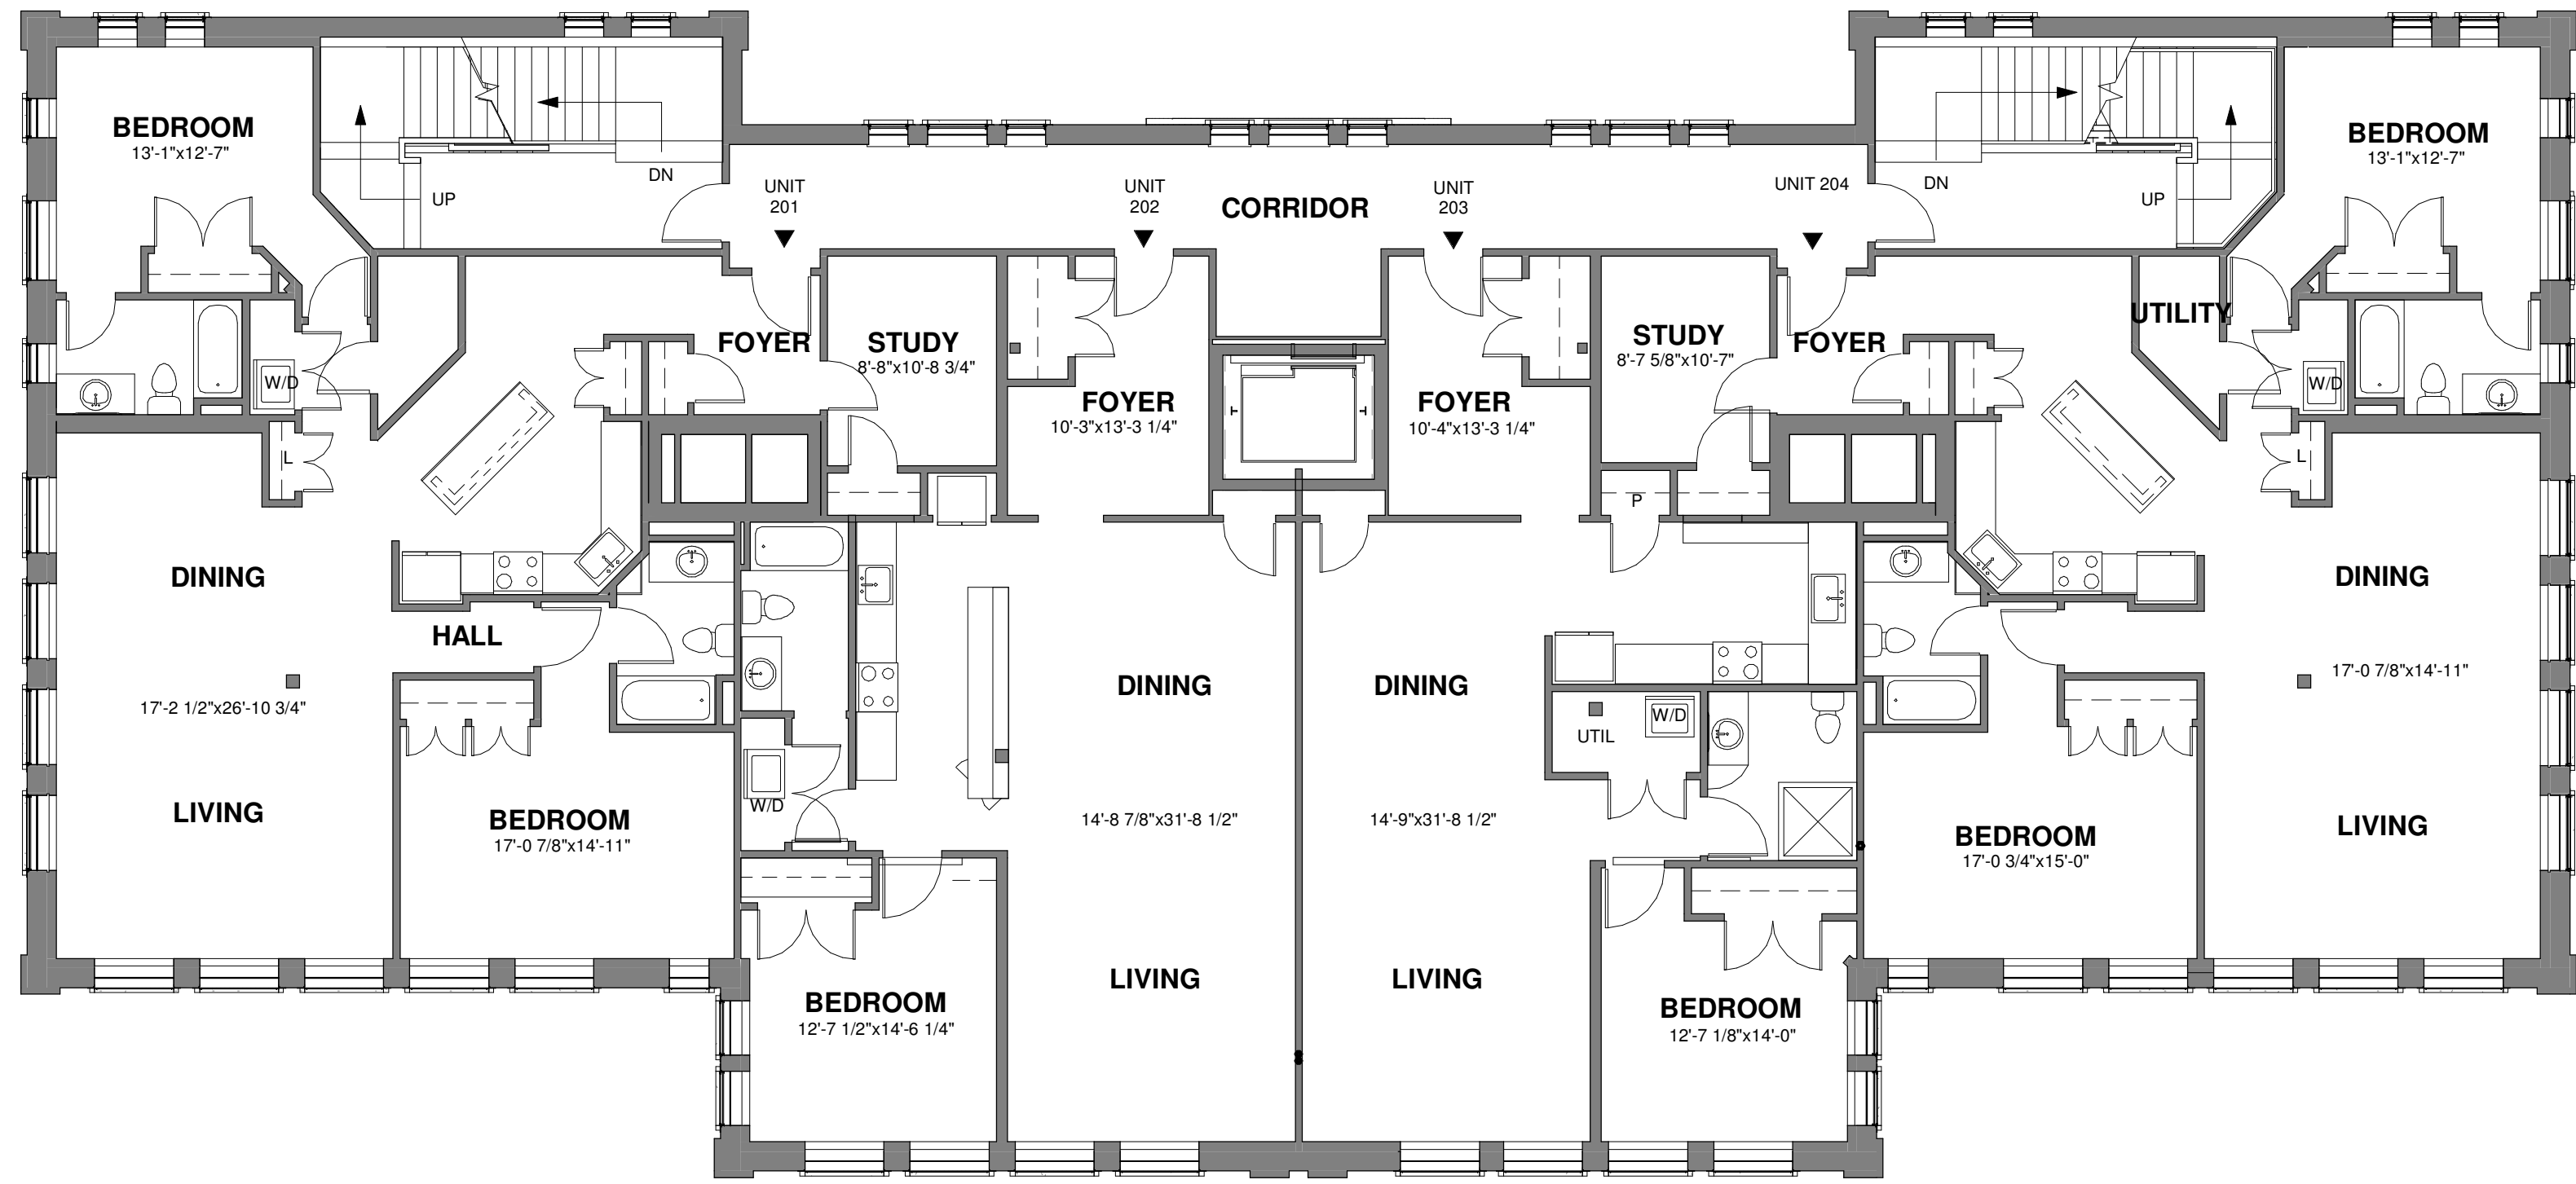 BEDROOM
13'-1"x12'-7"
UP
DN
UNIT
201
UNIT
202
CORRIDOR
UNIT
203
UNIT 204
DN
UP
BEDROOM
13'-1"x12'-7"
W/D
FOYER
STUDY
8'-8"x10'-8 3/4"
FOYER
10'-3"x13'-3 1/4"
FOYER
10'-4"x13'-3 1/4"
STUDY
8'-7 5/8"x10'-7"
FOYER
UTILITY
W/D
L
P
L
DINING
HALL
17'-2 1/2"x26'-10 3/4"
LIVING
BEDROOM
17'-0 7/8"x14'-11"
W/D
DINING
14'-8 7/8"x31'-8 1/2"
LIVING
BEDROOM
12'-7 1/2"x14'-6 1/4"
DINING
14'-9"x31'-8 1/2"
LIVING
W/D
UTIL
BEDROOM
12'-7 1/8"x14'-0"
BEDROOM
17'-0 3/4"x15'-0"
DINING
17'-0 7/8"x14'-11"
LIVING